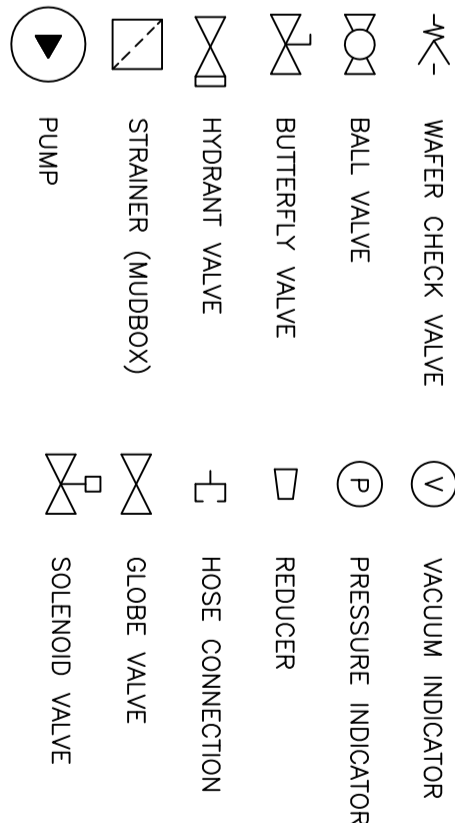 WAFER CHECK VALVE
BALL VALVE
BUTTERFLY VALVE
HYDRANT VALVE
STRAINER (MUDBOX)
PUMP
V VACUUM INDICATOR
P PRESSURE INDICATOR
REDUCER
HOSE CONNECTION
GLOBE VALVE
SOLENOID VALVE